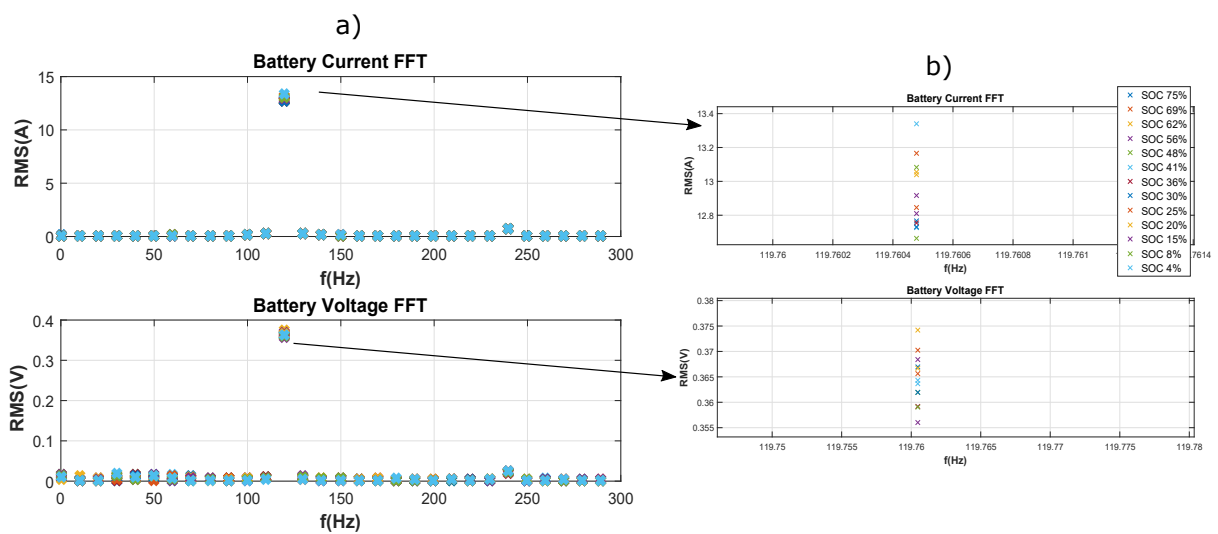 a)
Battery Current FFT
15
10
5
0
RMS(A)
0 50 100 150 200 250 300
f(Hz)
Battery Voltage FFT
0.4
0.3
0.2
0.1
0
RMS(V)
0 50 100 150 200 250 300
f(Hz)
b)
Battery Current FFT
13.4
13.2
13
12.8
RMS(A)
119.76 119.7602 119.7604 119.7606 119.7608 119.761 119.7614
f(Hz)
SOC 75%
SOC 69%
SOC 62%
SOC 56%
SOC 48%
SOC 41%
SOC 36%
SOC 30%
SOC 25%
SOC 20%
SOC 15%
SOC 8%
SOC 4%
Battery Voltage FFT
0.38
0.375
0.37
0.365
0.36
0.355
RMS(V)
119.75 119.755 119.76 119.765 119.77 119.775 119.78
f(Hz)